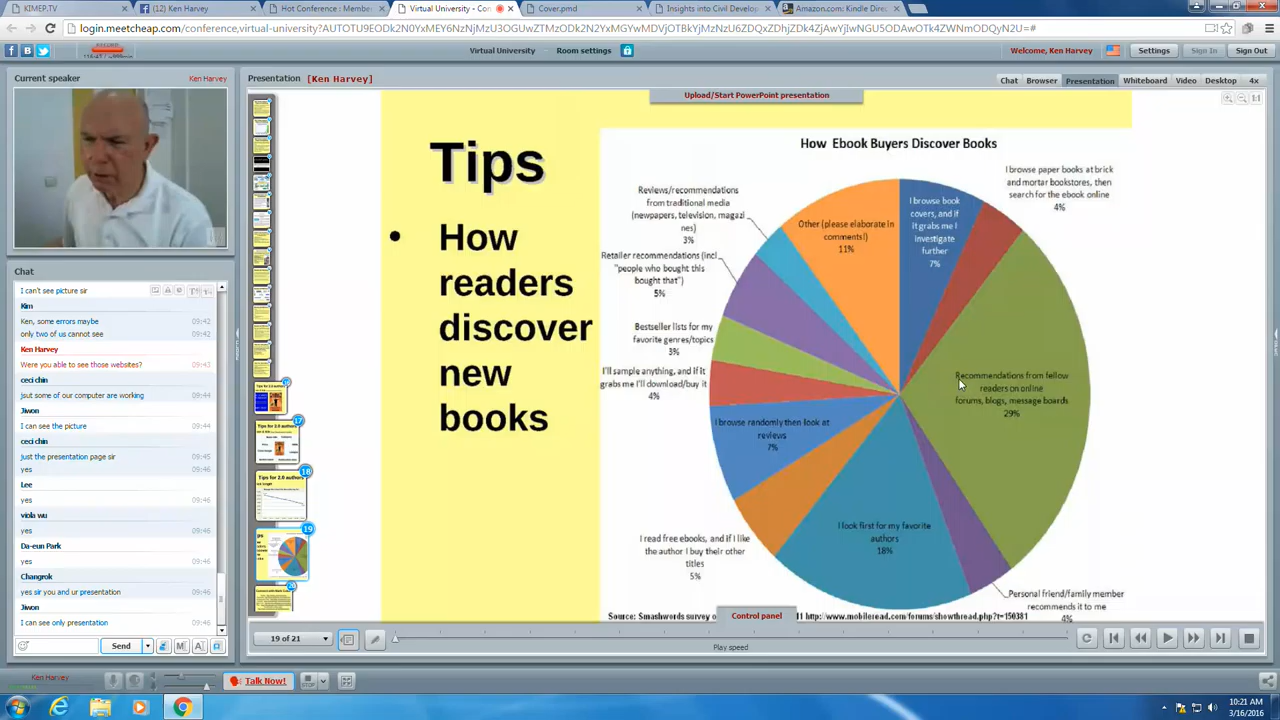 KIMEP.TV
(12) Ken Harvey
Hot Conference : Member
Virtual University - Con
Cover.pmd
Insights into Civil Develop
Amazon.com: Kindle Dire
Virtual University
Room settings
Welcome, Ken Harvey
Settings
Sign In
Sign Out
Current speaker
Ken Harvey
Presentation
[Ken Harvey]
Chat
Browser
Presentation
Whiteboard
Video
Desktop
4x
Upload/Start PowerPoint presentation
Tips
• How
readers
discover
new
books
How Ebook Buyers Discover Books
I browse paper books at brick
and mortar bookstores, then
search for the ebook online
4%
I browse book
covers, and if
it grabs me I
investigate
further
7%
Recommendations from fellow
readers on online
forums, blogs, message boards
29%
Personal friend/family member
recommends it to me
4%
I look first for my favorite
authors
18%
I read free ebooks, and if I like
the author I buy their other
titles
5%
I browse randomly then look at
reviews
7%
I'll sample anything, and if it
grabs me I'll download/buy it
4%
Bestseller lists for my
favorite genres/topics
3%
Retailer recommendations (incl
"people who bought this
bought that")
5%
Reviews/recommendations
from traditional media
(newspapers, television, magazi
nes)
3%
Other (please elaborate in
comments!)
11%
Source: Smashwords survey o
11 http://www.mobileread.com/forums/showthread.php?t=150381
Control panel
Chat
I can't see picture sir
Kim
Ken, some errors maybe 09:42
only two of us cannot see 09:42
Ken Harvey
Were you able to see those websites? 09:43
ceci chin
jsut some of our computer are working 09:44
Jiwon
I can see the picture 09:44
ceci chin
just the presentation page sir 09:45
yes 09:46
Lee
yes 09:46
viola wu
yes 09:46
Da-eun Park
yes 09:46
Changrok
yes sir you and ur presentation 09:46
Jiwon
I can see only presentation 09:46
Send
17
18
19
19 of 21
Play speed
Ken Harvey
Talk Now!
10:21 AM
3/16/2016